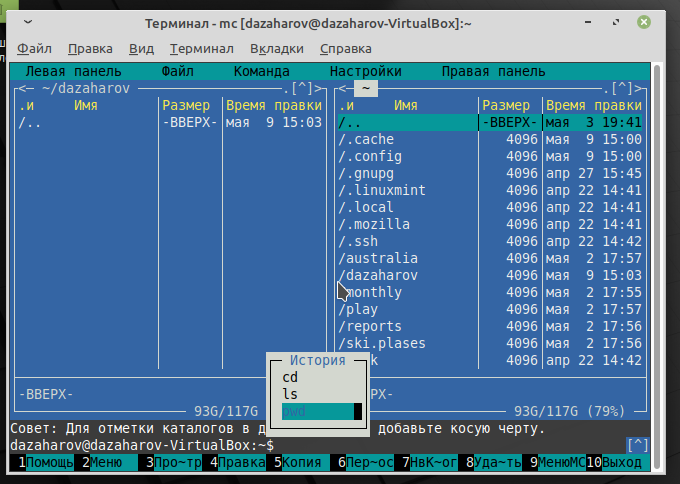 Терминал - mc [dazaharov@dazaharov-VirtualBox]:~
Файл Правка Вид Терминал Вкладки Справка
Левая панель Файл Команда Настройки Правая панель
<─ ~/dazaharov .[^]> <─ ~ .[^]>
.и Имя Размер Время правки .и Имя Размер Время правки
/.. -ВВЕРХ- мая 9 15:03 /.. -ВВЕРХ- мая 3 19:41
/.cache 4096 мая 9 15:00
/.config 4096 мая 9 15:00
/.gnupg 4096 апр 27 15:45
/.linuxmint 4096 апр 22 14:41
/.local 4096 апр 22 14:41
/.mozilla 4096 апр 22 14:41
/.ssh 4096 апр 22 14:42
/australia 4096 мая 2 17:57
/dazaharov 4096 мая 9 15:03
monthly 4096 мая 2 17:55
/play 4096 мая 2 17:57
/reports 4096 мая 2 17:56
/ski.plases 4096 мая 2 17:56
4096 апр 22 14:42
История
cd
ls
pwd
-ВВЕРХ-
93G/117G 93G/117G (79%)
Совет: Для отметки каталогов в добавьте косую черту.
dazaharov@dazaharov-VirtualBox:~$ [^]
1Помощь 2Меню 3Про~тр 4Правка 5Копия 6Пер~ос 7НвК~ог 8Уда~ть 9МенюMC 10Выход